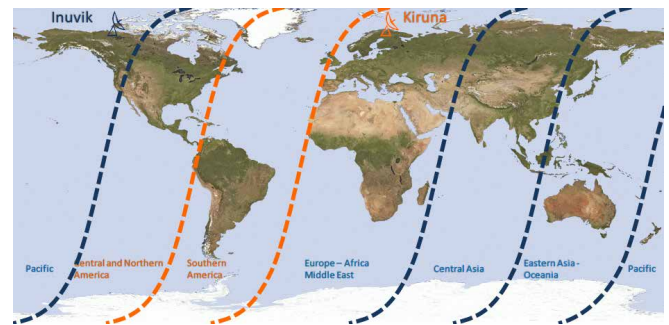 Inuvik
Kiruna
Pacific
Central and Northern
America
Southern
America
Europe – Africa
Middle East
Central Asia
Eastern Asia -
Oceania
Pacific